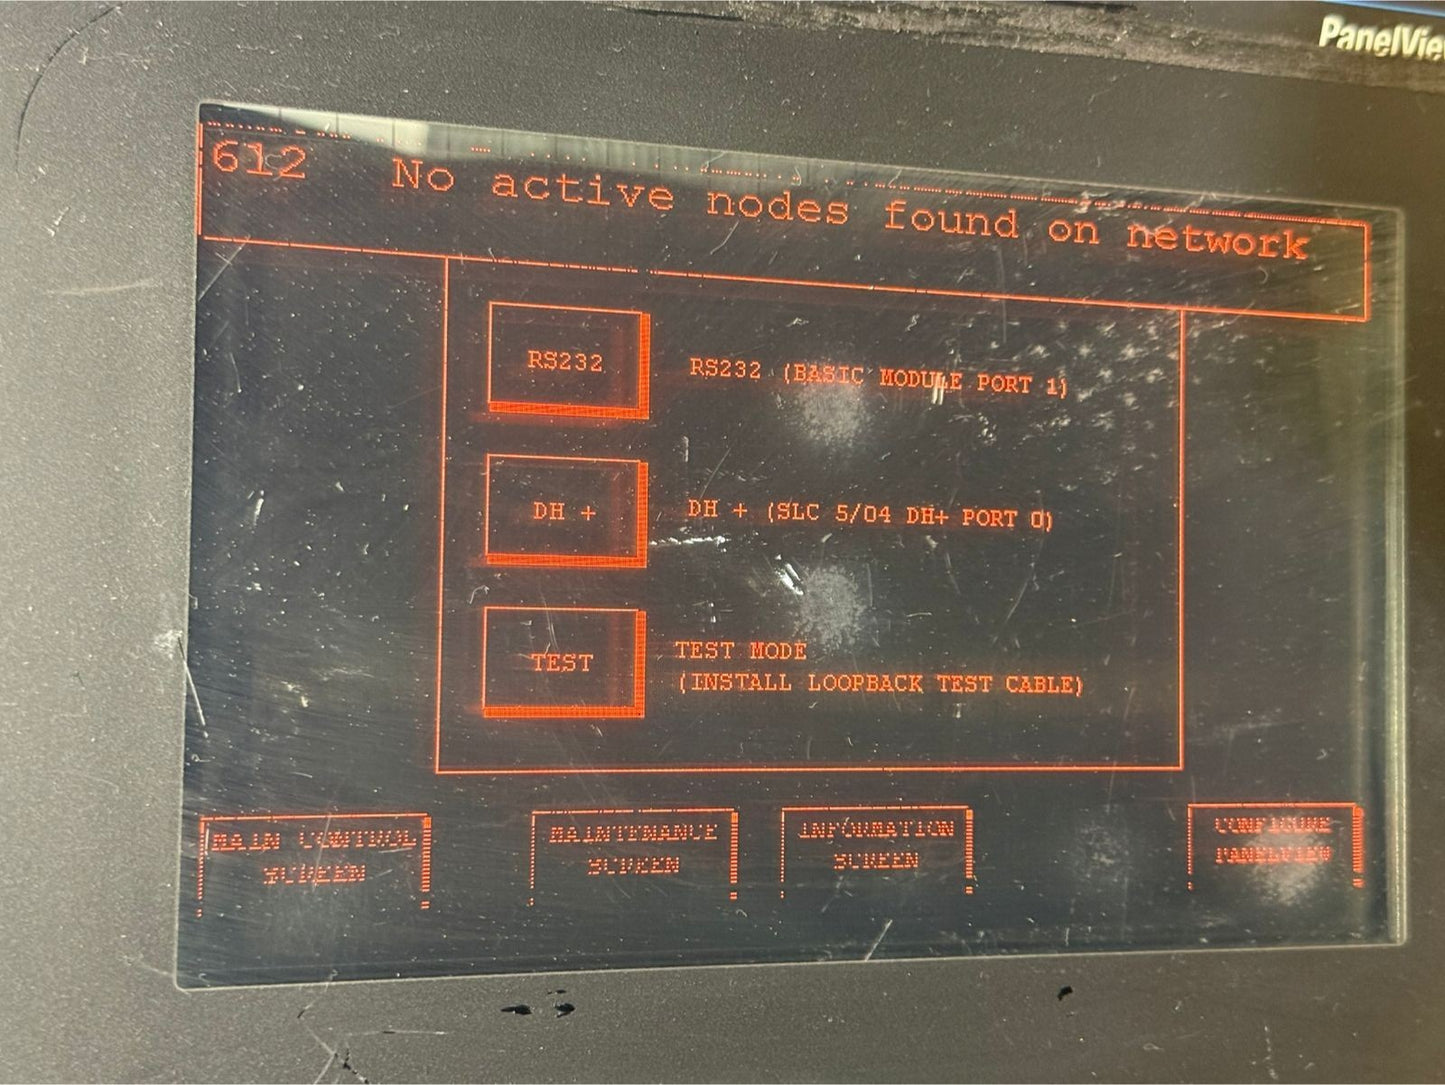 PanelVie
612 No active nodes found on network
RS232 RS232 (BASIC MODULE PORT 1)
DH + DH + (SLC 5/04 DH+ PORT 0)
TEST TEST MODE
(INSTALL LOOPBACK TEST CABLE)
MAIN CONTROL
SCREEN
MAINTENANCE
SCREEN
INFORMATION
SCREEN
CONFIGURE
PANELVIEW